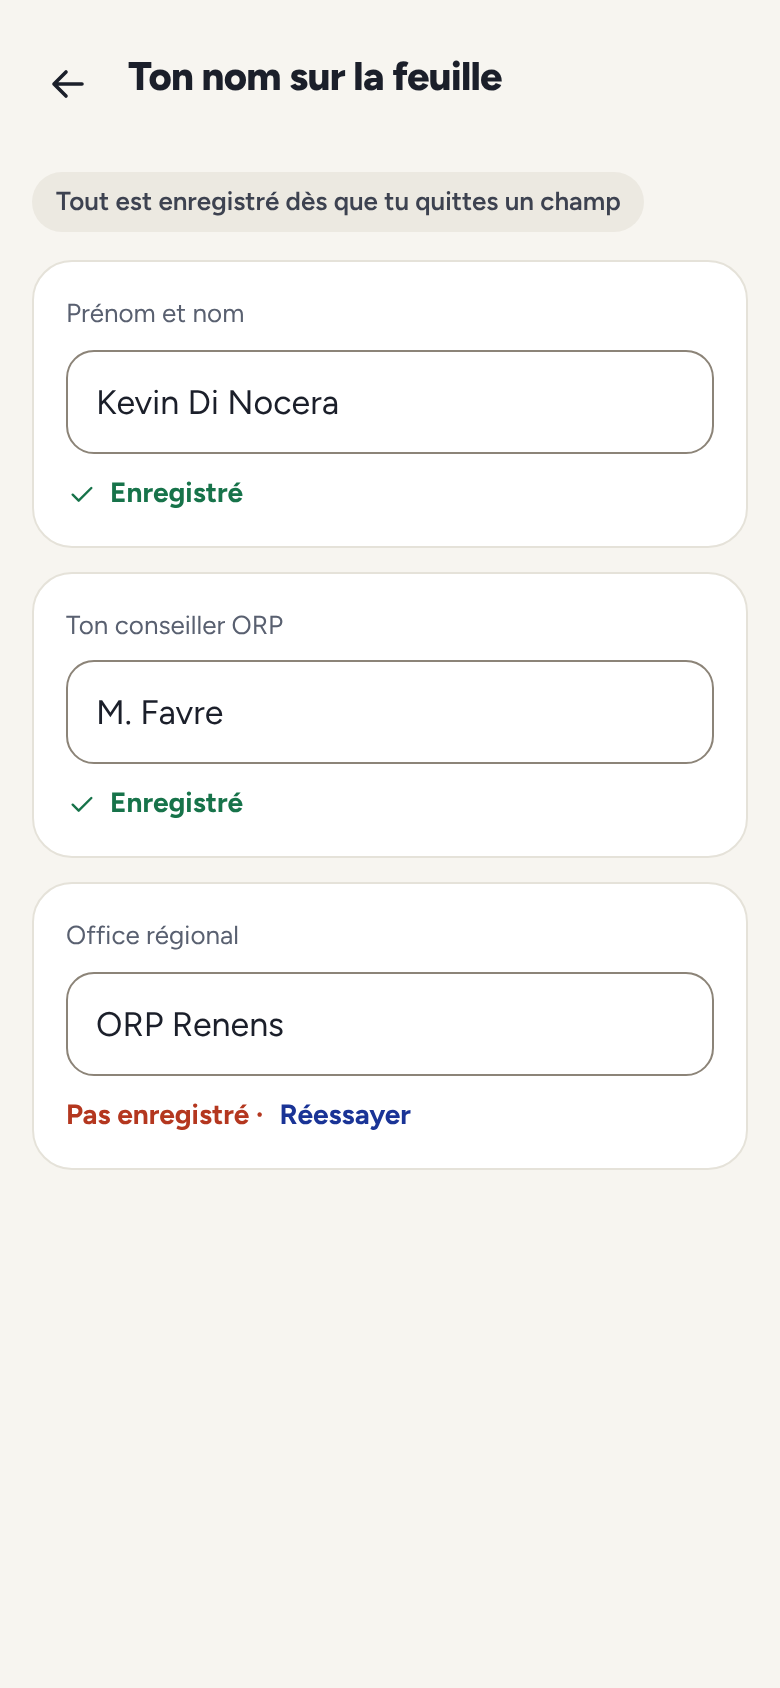 Ton nom sur la feuille
Tout est enregistré dès que tu quittes un champ
Prénom et nom
Kevin Di Nocera
Enregistré
Ton conseiller ORP
M. Favre
Enregistré
Office régional
ORP Renens
Pas enregistré · Réessayer